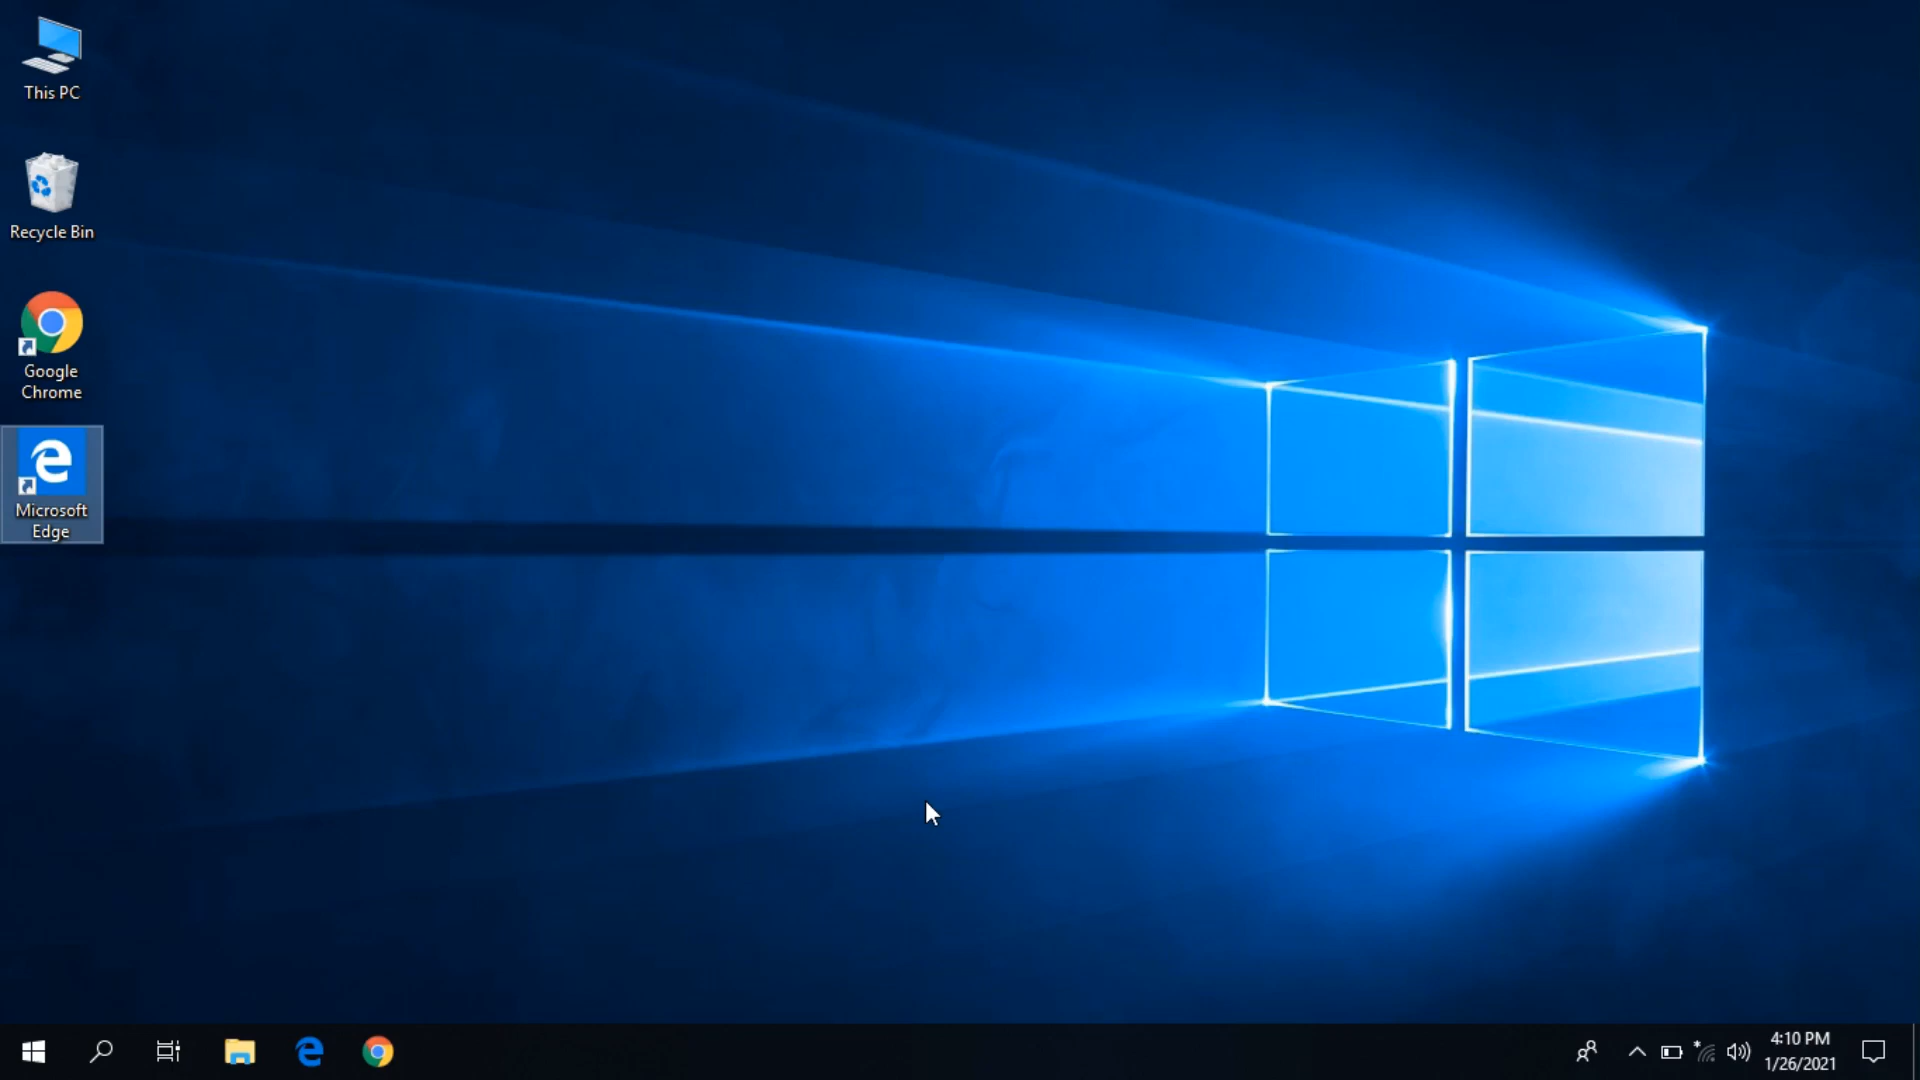 This PC
Recycle Bin
Google
Chrome
Microsoft
Edge
4:10 PM
1/26/2021